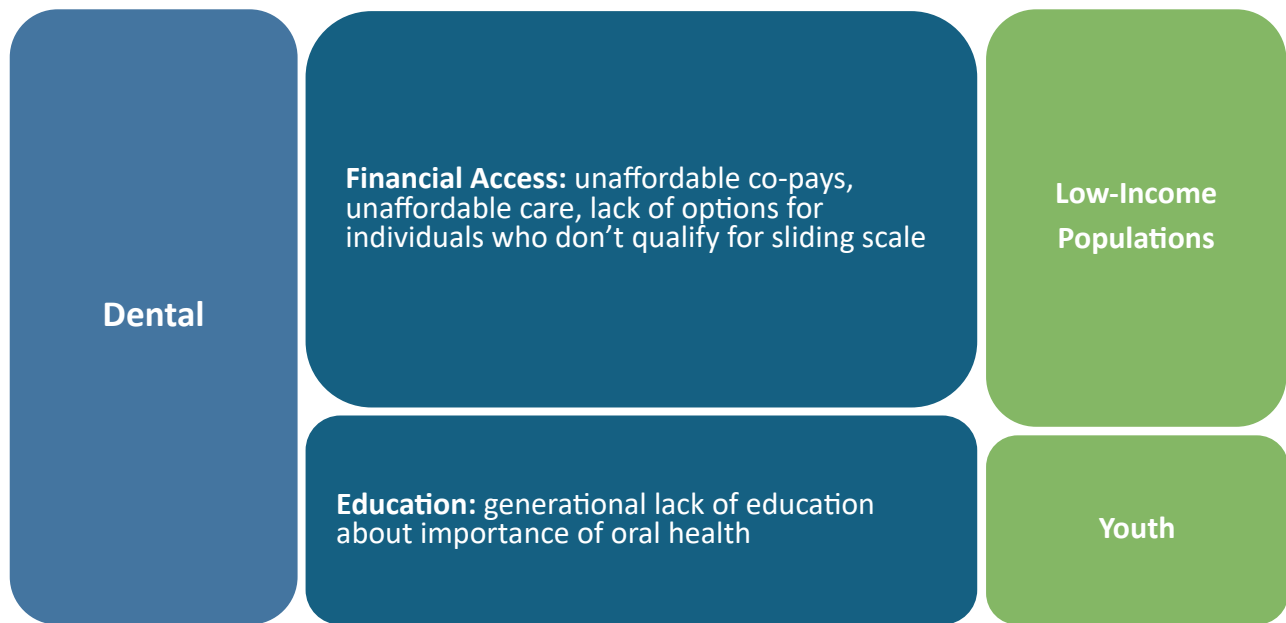 Dental
Financial Access: unaffordable co-pays,
unaffordable care, lack of options for
individuals who don’t qualify for sliding scale
Low-Income
Populations
Education: generational lack of education
about importance of oral health
Youth